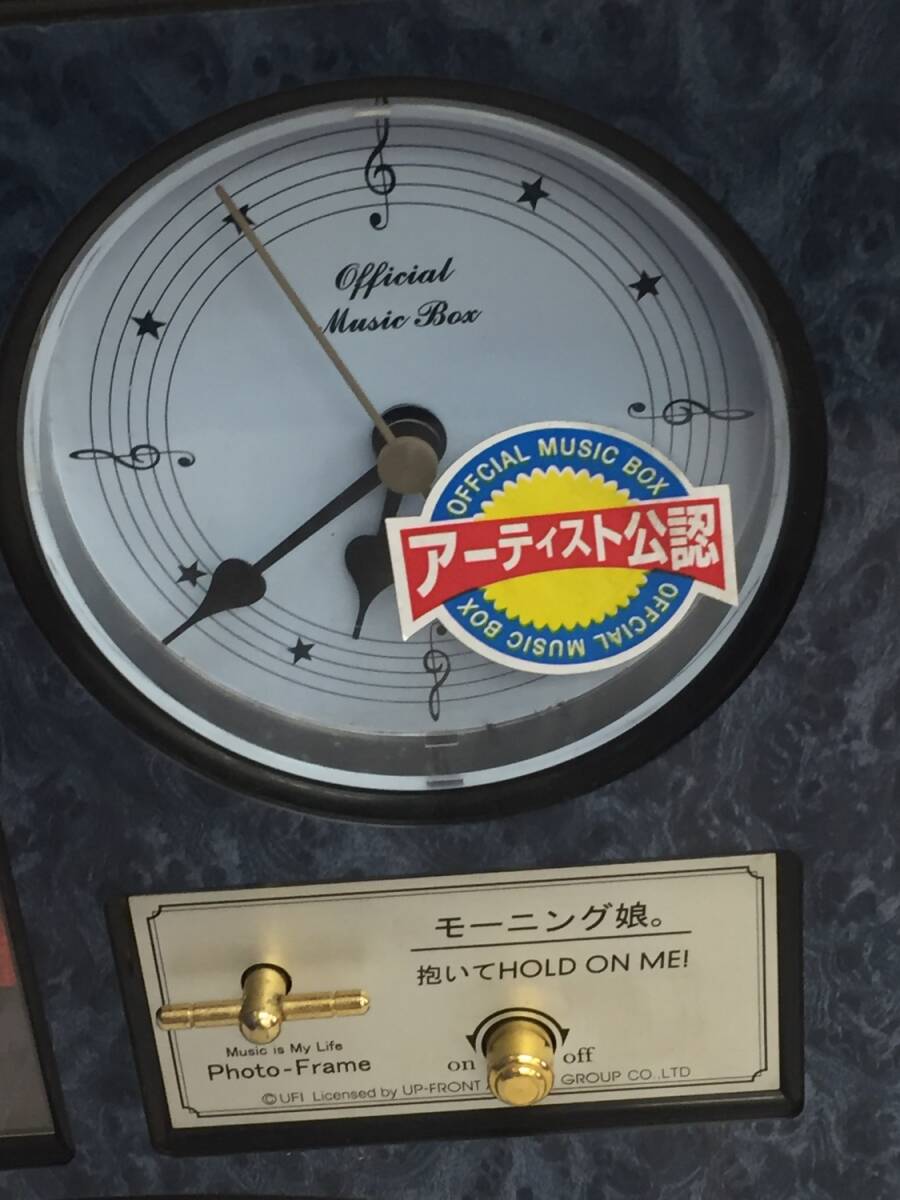 Official
Music Box
OFFCIAL MUSIC BOX
アーティスト公認
OFFCIAL MUSIC BOX
モーニング娘。
抱いてHOLD ON ME!
Music is My Life
Photo-Frame
on off
©UFI Licensed by UP-FRONT GROUP CO.,LTD